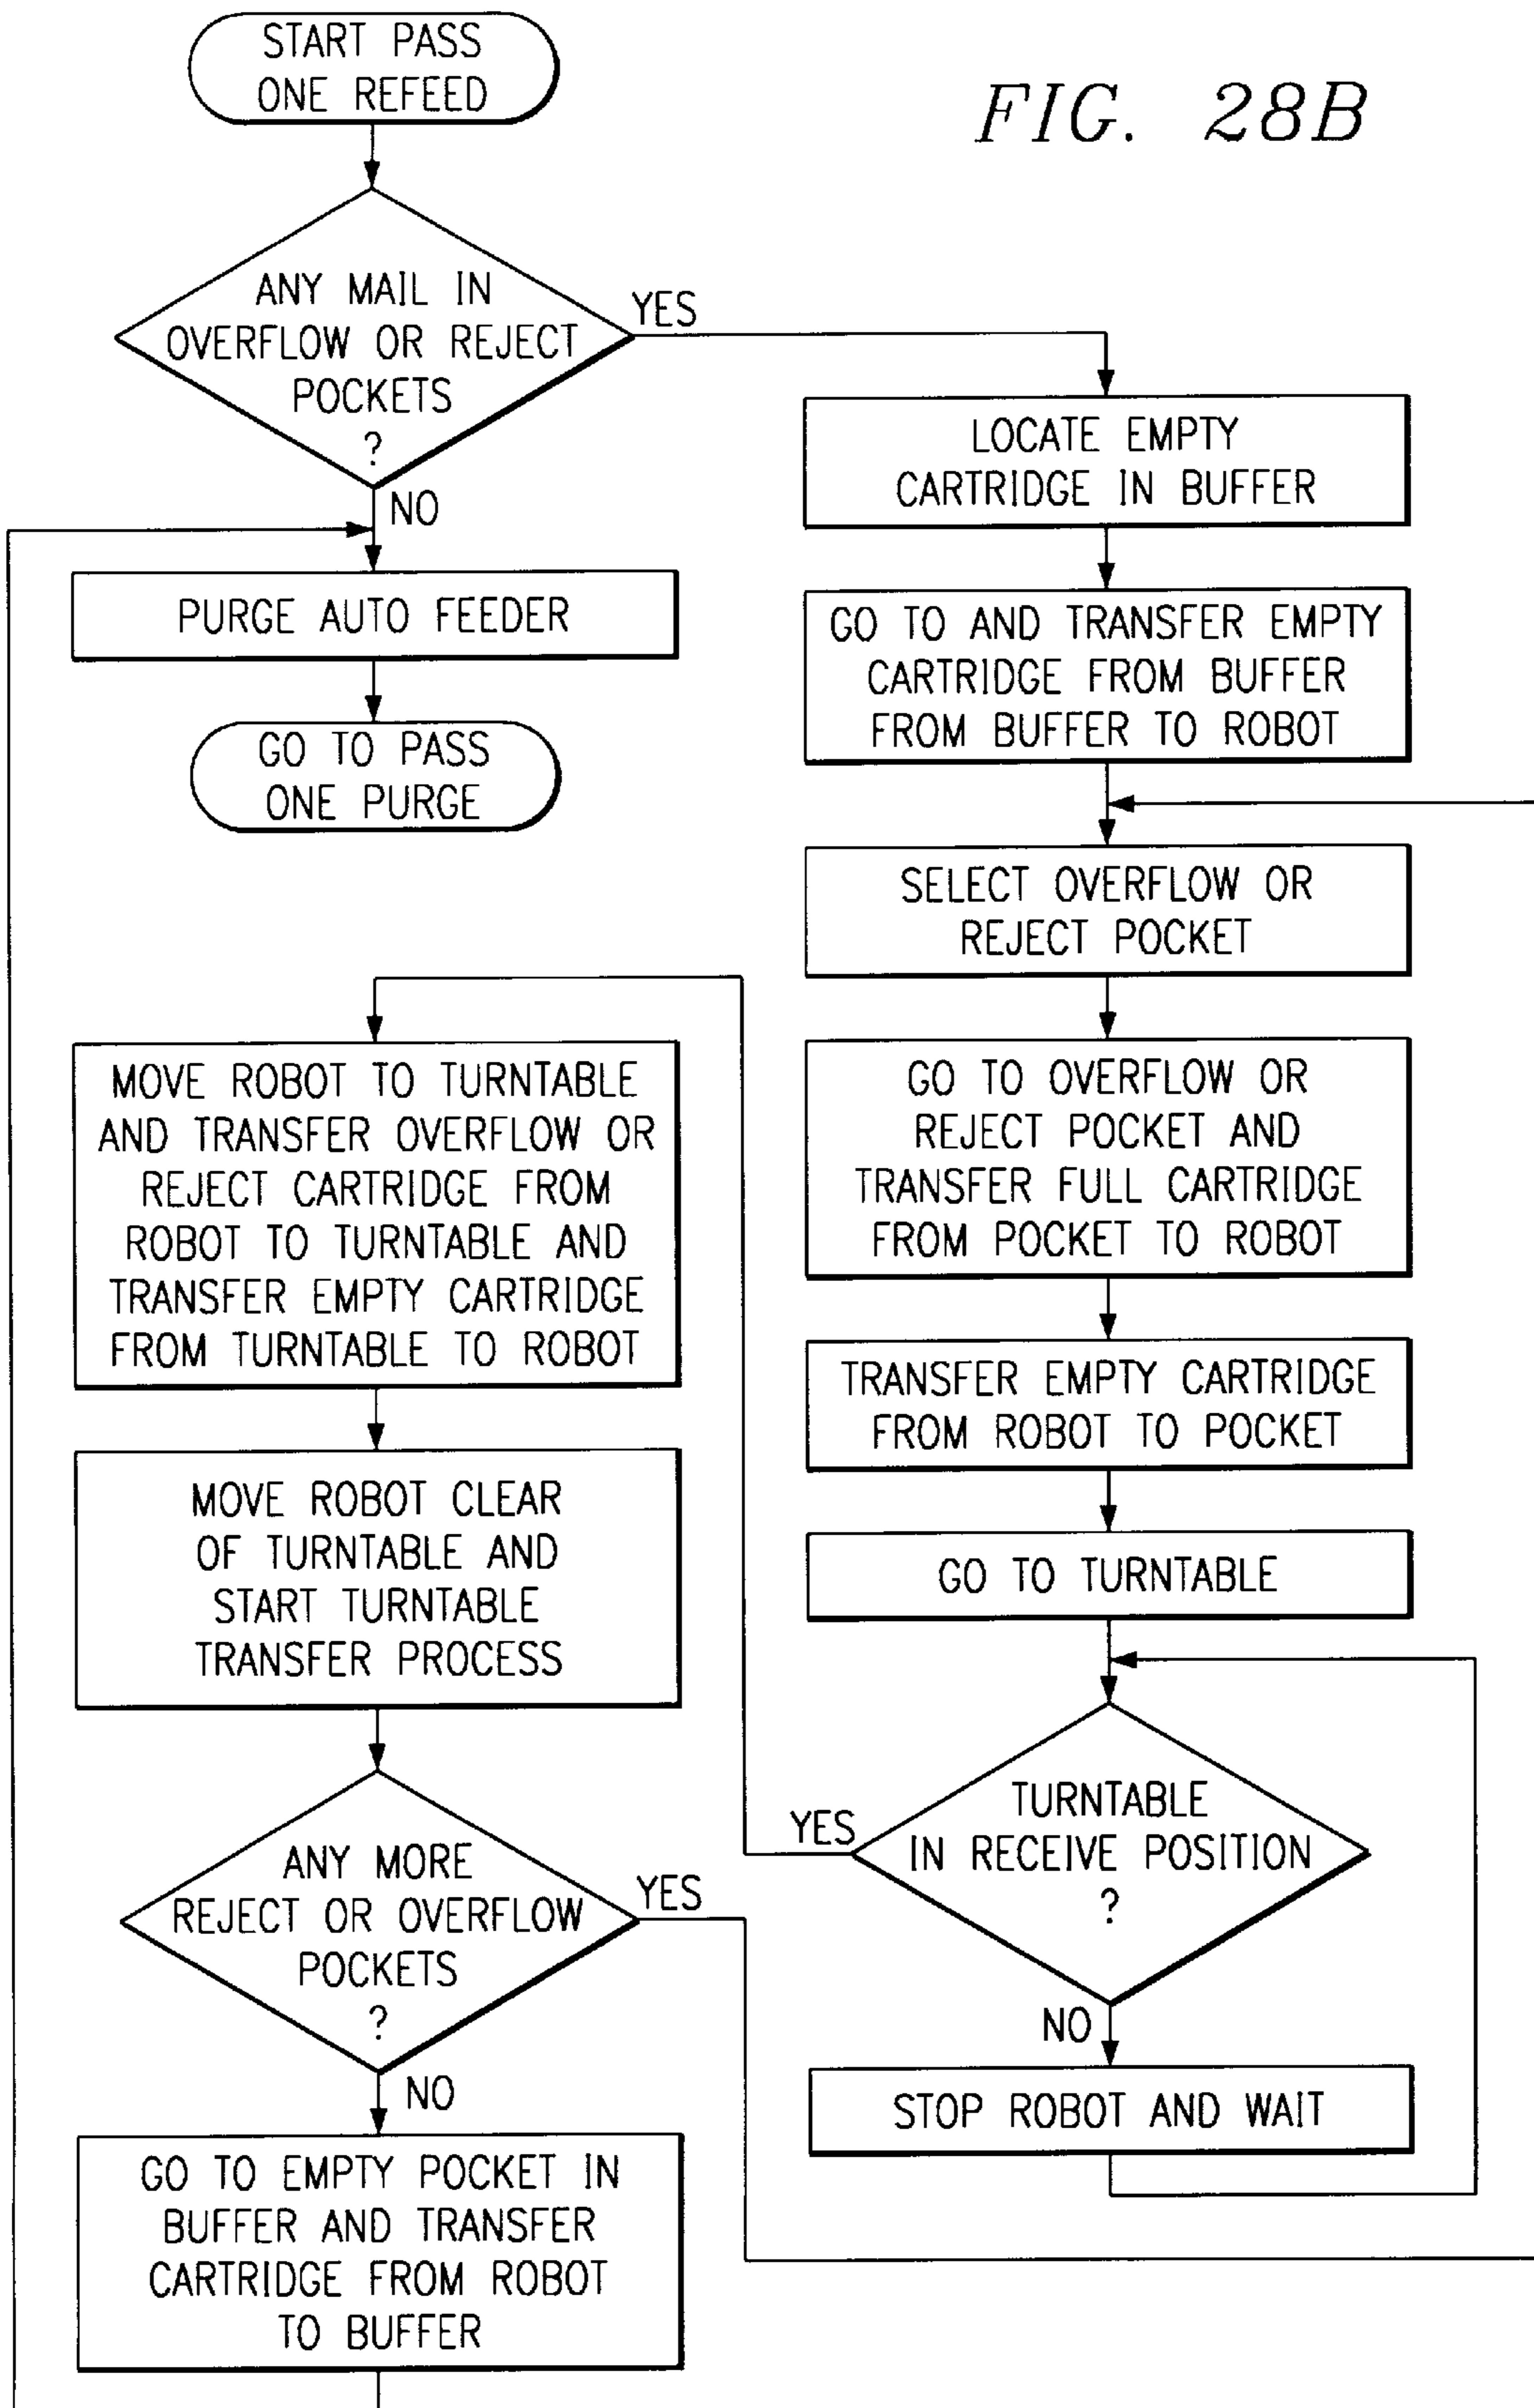 START PASS
ONE REFEED
FIG. 28B
ANY MAIL IN
OVERFLOW OR REJECT
POCKETS
?
YES
NO
PURGE AUTO FEEDER
GO TO PASS
ONE PURGE
LOCATE EMPTY
CARTRIDGE IN BUFFER
GO TO AND TRANSFER EMPTY
CARTRIDGE FROM BUFFER
FROM BUFFER TO ROBOT
SELECT OVERFLOW OR
REJECT POCKET
GO TO OVERFLOW OR
REJECT POCKET AND
TRANSFER FULL CARTRIDGE
FROM POCKET TO ROBOT
TRANSFER EMPTY CARTRIDGE
FROM ROBOT TO POCKET
GO TO TURNTABLE
TURNTABLE
IN RECEIVE POSITION
?
YES
NO
STOP ROBOT AND WAIT
MOVE ROBOT TO TURNTABLE
AND TRANSFER OVERFLOW OR
REJECT CARTRIDGE FROM
ROBOT TO TURNTABLE AND
TRANSFER EMPTY CARTRIDGE
FROM TURNTABLE TO ROBOT
MOVE ROBOT CLEAR
OF TURNTABLE AND
START TURNTABLE
TRANSFER PROCESS
ANY MORE
REJECT OR OVERFLOW
POCKETS
?
YES
NO
GO TO EMPTY POCKET IN
BUFFER AND TRANSFER
CARTRIDGE FROM ROBOT
TO BUFFER